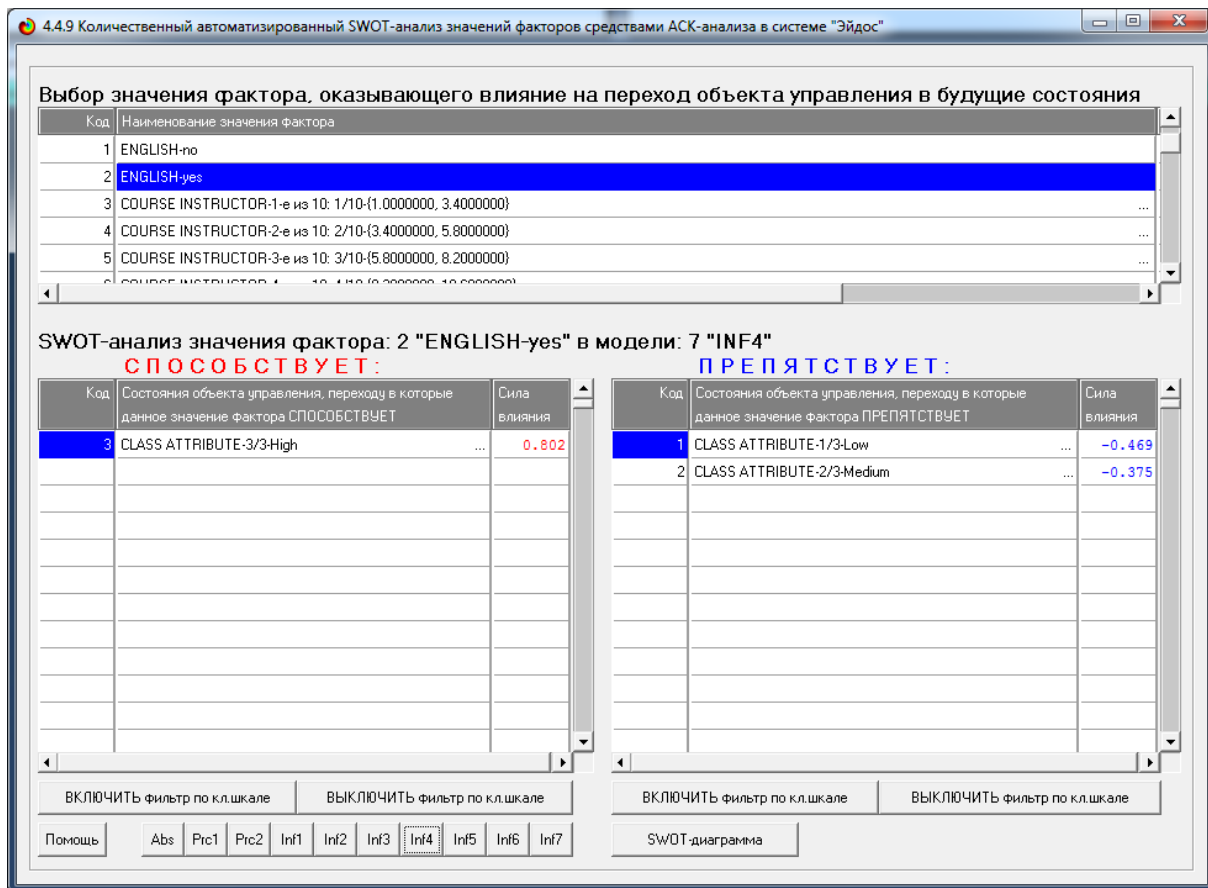 4.4.9 Количественный автоматизированный SWOT-анализ значений факторов средствами АСК-анализа в системе "Эйдос"
Выбор значения фактора, оказывающего влияние на переход объекта управления в будущие состояния
Код Наименование значения фактора
1 ENGLISH-no
2 ENGLISH-yes
3 COURSE INSTRUCTOR-1-е из 10: 1/10-{1.0000000, 3.4000000} ...
4 COURSE INSTRUCTOR-2-е из 10: 2/10-{3.4000000, 5.8000000} ...
5 COURSE INSTRUCTOR-3-е из 10: 3/10-{5.8000000, 8.2000000} ...
SWOT-анализ значения фактора: 2 "ENGLISH-yes" в модели: 7 "INF4"
СПОСОБСТВУЕТ: ПРЕПЯТСТВУЕТ:
Код Состояния объекта управления, переходу в которые Сила Код Состояния объекта управления, переходу в которые Сила
данное значение фактора СПОСОБСТВУЕТ влияния данное значение фактора ПРЕПЯТСТВУЕТ влияния
3 CLASS ATTRIBUTE-3/3-High ... 0.802 1 CLASS ATTRIBUTE-1/3-Low ... -0.469
2 CLASS ATTRIBUTE-2/3-Medium ... -0.375
ВКЛЮЧИТЬ фильтр по кл.шкале ВЫКЛЮЧИТЬ фильтр по кл.шкале ВКЛЮЧИТЬ фильтр по кл.шкале ВЫКЛЮЧИТЬ фильтр по кл.шкале
Помощь Abs Prc1 Prc2 Inf1 Inf2 Inf3 Inf4 Inf5 Inf6 Inf7 SWOT-диаграмма